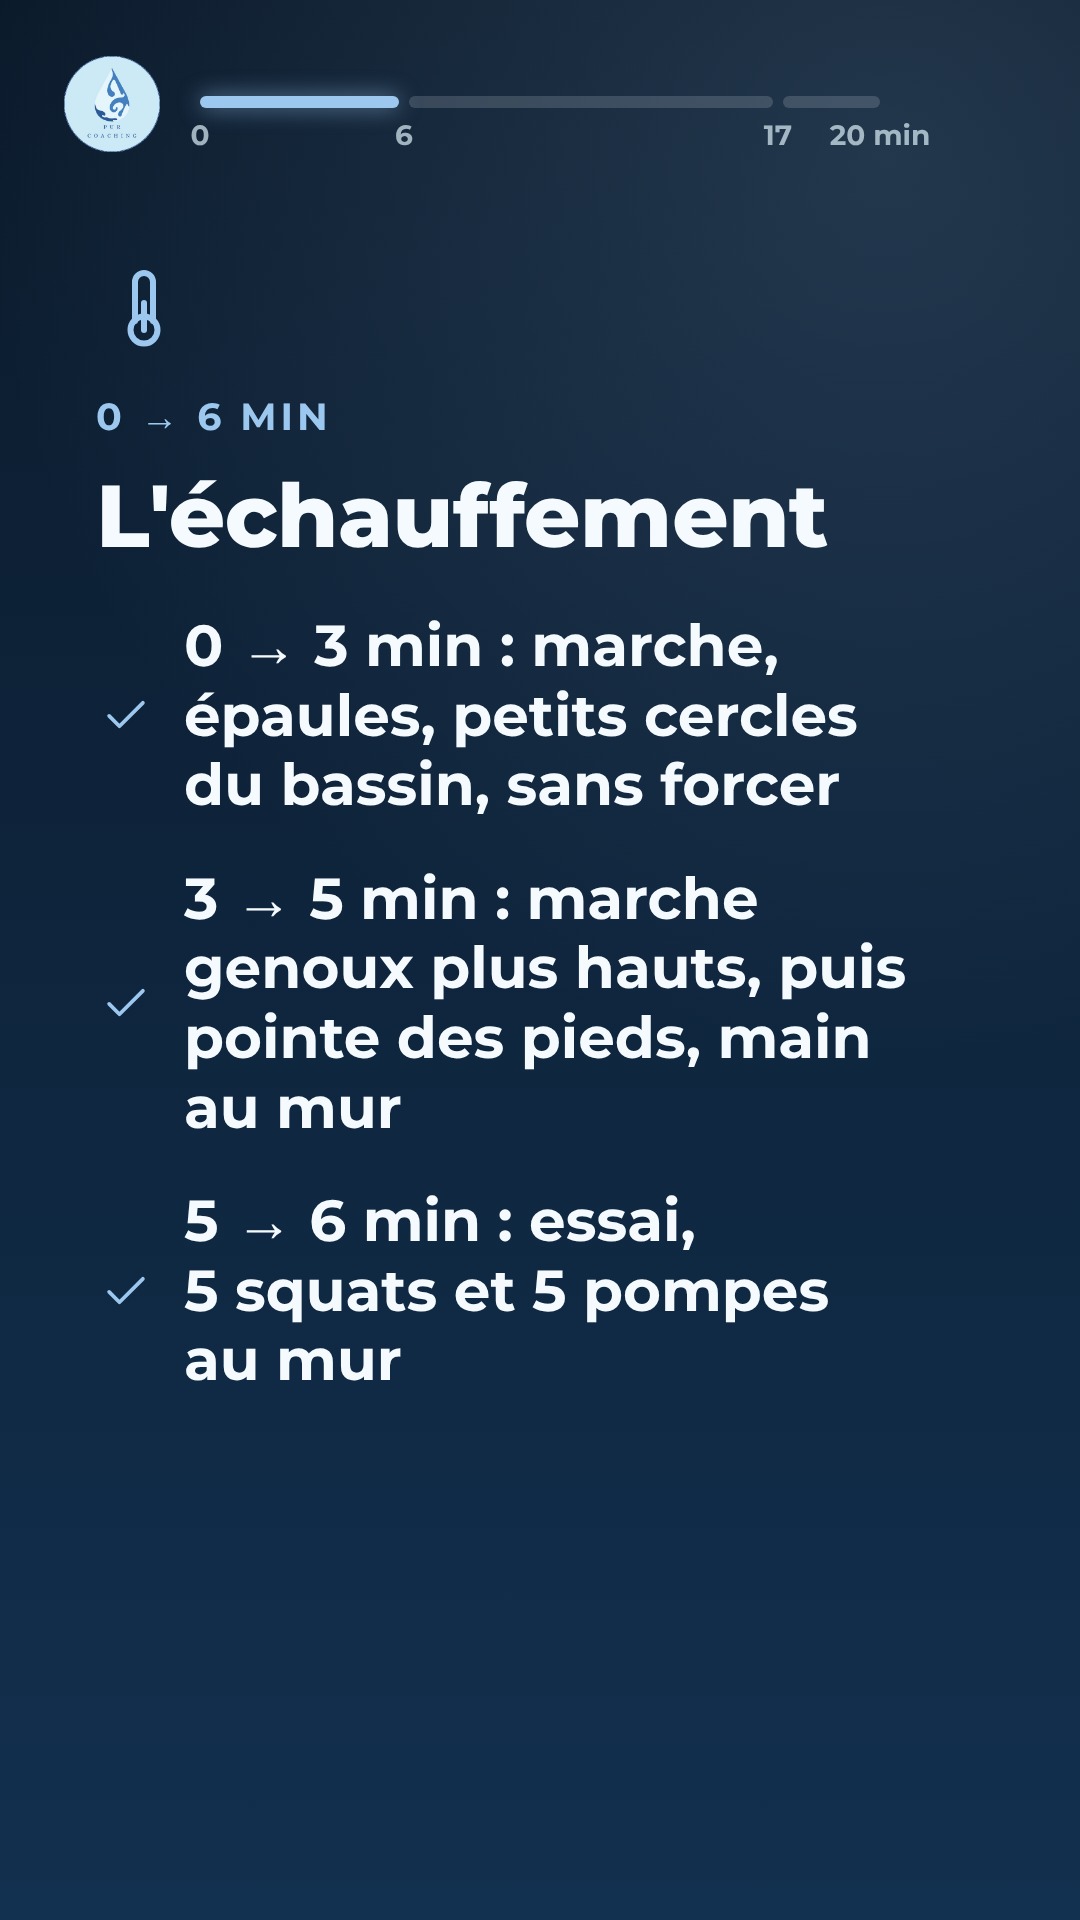 PUR
COACHING
0 6 17 20 min
0 → 6 MIN
L'échauffement
0 → 3 min : marche,
épaules, petits cercles
du bassin, sans forcer
3 → 5 min : marche
genoux plus hauts, puis
pointe des pieds, main
au mur
5 → 6 min : essai,
5 squats et 5 pompes
au mur